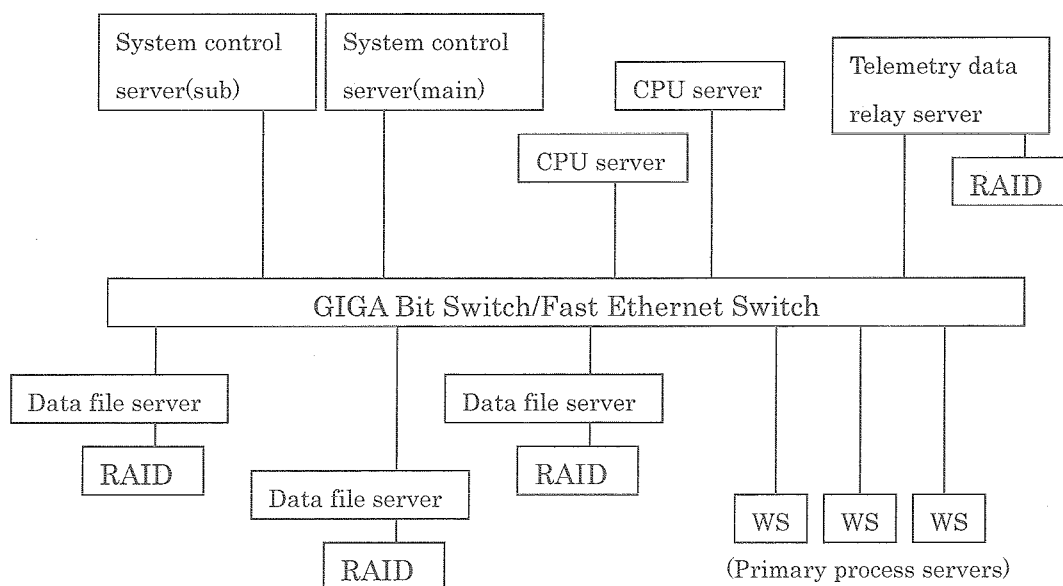 System control
server(sub)
System control
server(main)
CPU server
CPU server
Telemetry data
relay server
RAID
GIGA Bit Switch/Fast Ethernet Switch
Data file server
RAID
Data file server
RAID
Data file server
RAID
WS
WS
WS
(Primary process servers)